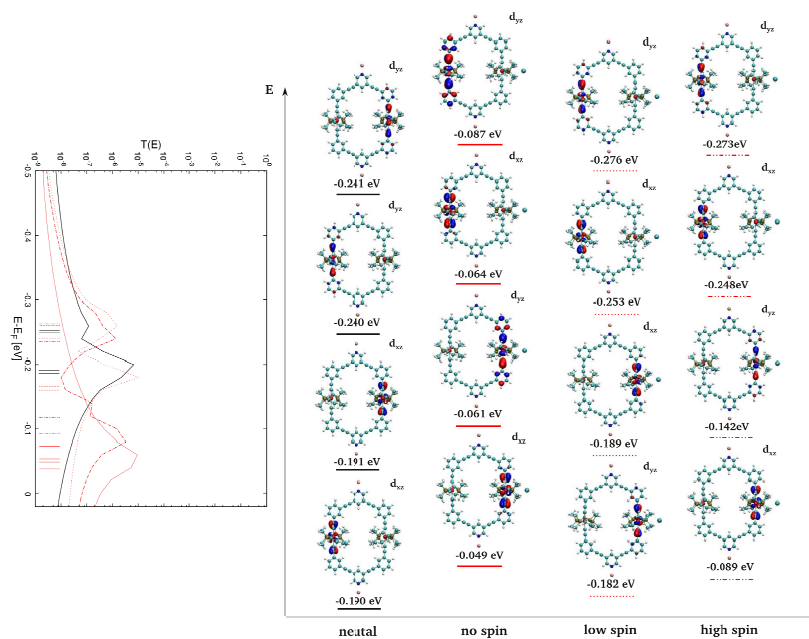 T(E)
10⁻⁹
10⁻⁸
10⁻⁷
10⁻⁶
10⁻⁵
10⁻⁴
10⁻³
10⁻²
10⁻¹
10⁰
-0.5
-0.4
-0.3
-0.2
-0.1
0
E-E_F [eV]
E
d_yz
-0.241 eV
d_yz
-0.240 eV
d_xz
-0.191 eV
d_xz
-0.190 eV
neutal
d_yz
-0.087 eV
d_xz
-0.064 eV
d_yz
-0.061 eV
d_xz
-0.049 eV
no spin
d_yz
-0.276 eV
d_xz
-0.253 eV
d_xz
-0.189 eV
d_yz
-0.182 eV
low spin
d_yz
-0.273eV
d_xz
-0.248eV
d_yz
-0.142eV
d_xz
-0.089 eV
high spin